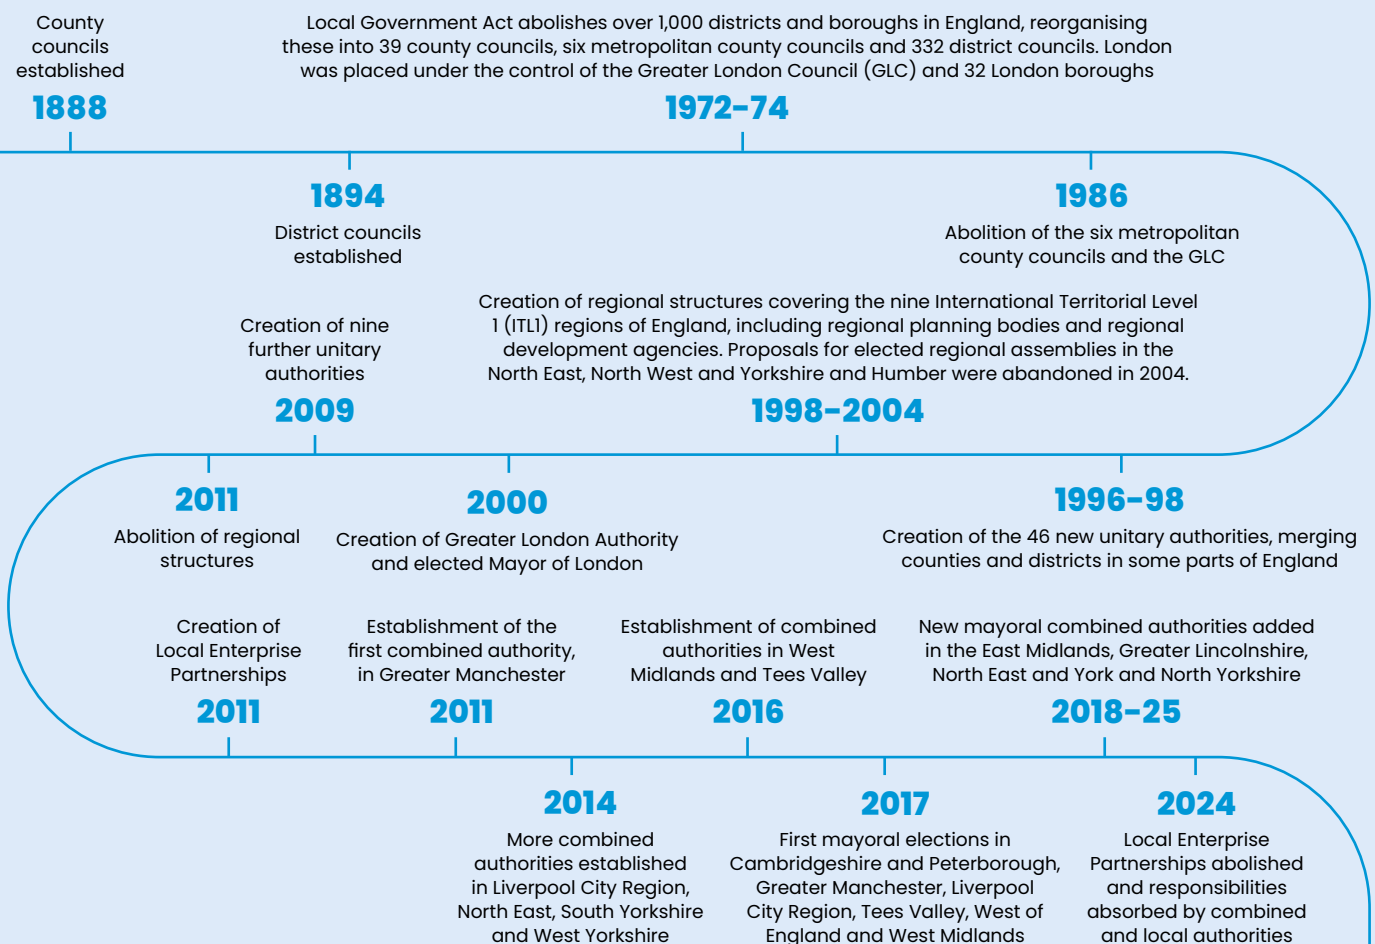 County
councils
established
1888
Local Government Act abolishes over 1,000 districts and boroughs in England, reorganising
these into 39 county councils, six metropolitan county councils and 332 district councils. London
was placed under the control of the Greater London Council (GLC) and 32 London boroughs
1972-74
1894
District councils
established
1986
Abolition of the six metropolitan
county councils and the GLC
Creation of nine
further unitary
authorities
2009
Creation of regional structures covering the nine International Territorial Level
1 (ITL1) regions of England, including regional planning bodies and regional
development agencies. Proposals for elected regional assemblies in the
North East, North West and Yorkshire and Humber were abandoned in 2004.
1998-2004
2011
Abolition of regional
structures
2000
Creation of Greater London Authority
and elected Mayor of London
1996-98
Creation of the 46 new unitary authorities, merging
counties and districts in some parts of England
Creation of
Local Enterprise
Partnerships
2011
Establishment of the
first combined authority,
in Greater Manchester
2011
Establishment of combined
authorities in West
Midlands and Tees Valley
2016
New mayoral combined authorities added
in the East Midlands, Greater Lincolnshire,
North East and York and North Yorkshire
2018-25
2014
More combined
authorities established
in Liverpool City Region,
North East, South Yorkshire
and West Yorkshire
2017
First mayoral elections in
Cambridgeshire and Peterborough,
Greater Manchester, Liverpool
City Region, Tees Valley, West of
England and West Midlands
2024
Local Enterprise
Partnerships abolished
and responsibilities
absorbed by combined
and local authorities